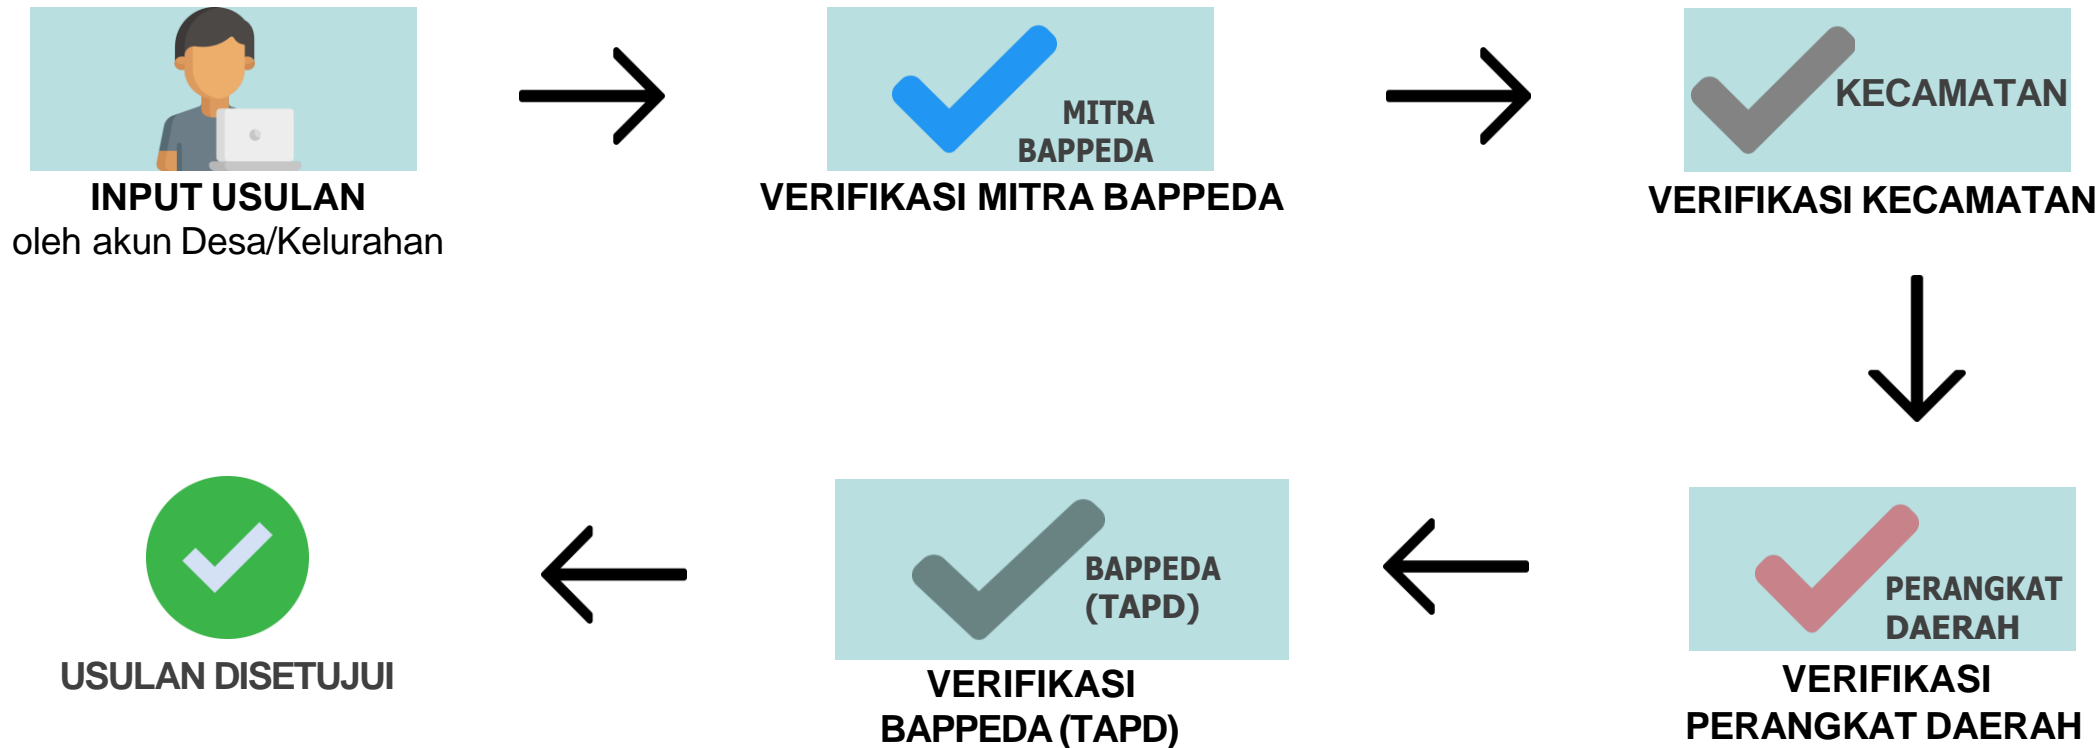 INPUT USULAN
oleh akun Desa/Kelurahan
MITRA
BAPPEDA
VERIFIKASI MITRA BAPPEDA
KECAMATAN
VERIFIKASI KECAMATAN
PERANGKAT
DAERAH
VERIFIKASI
PERANGKAT DAERAH
BAPPEDA
(TAPD)
VERIFIKASI
BAPPEDA (TAPD)
USULAN DISETUJUI